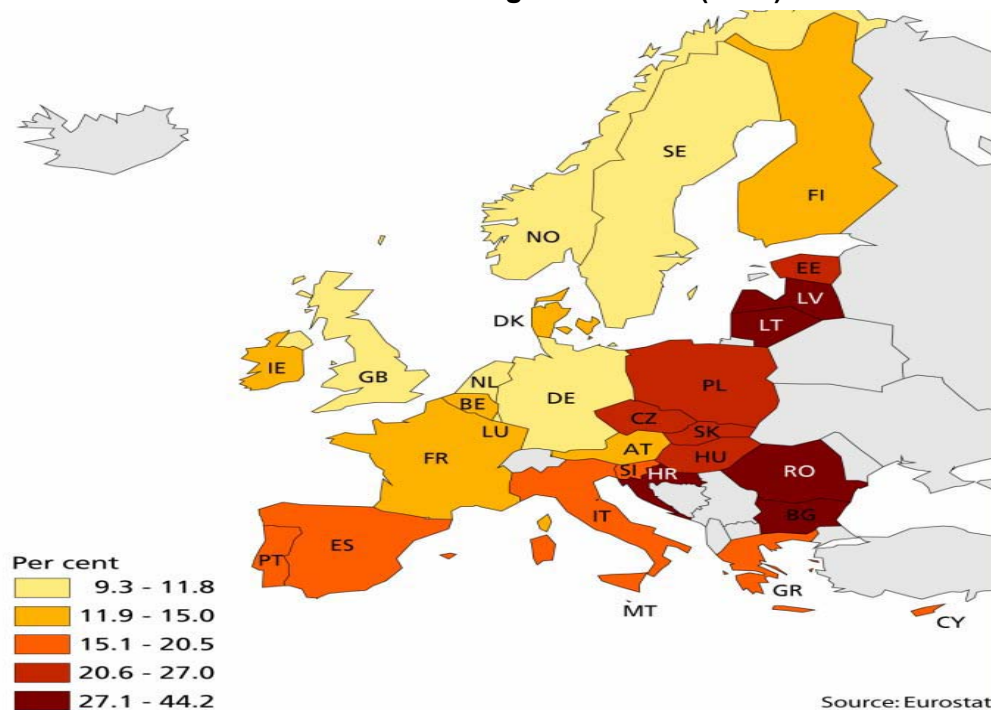 SE
FI
NO
EE
LV
DK
LT
IE
GB
NL
DE
PL
BE
CZ
LU
SK
FR
AT
HU
SI
HR
RO
IT
BG
PT
ES
GR
MT
CY
Per cent
9.3 - 11.8
11.9 - 15.0
15.1 - 20.5
20.6 - 27.0
27.1 - 44.2
Source: Eurostat